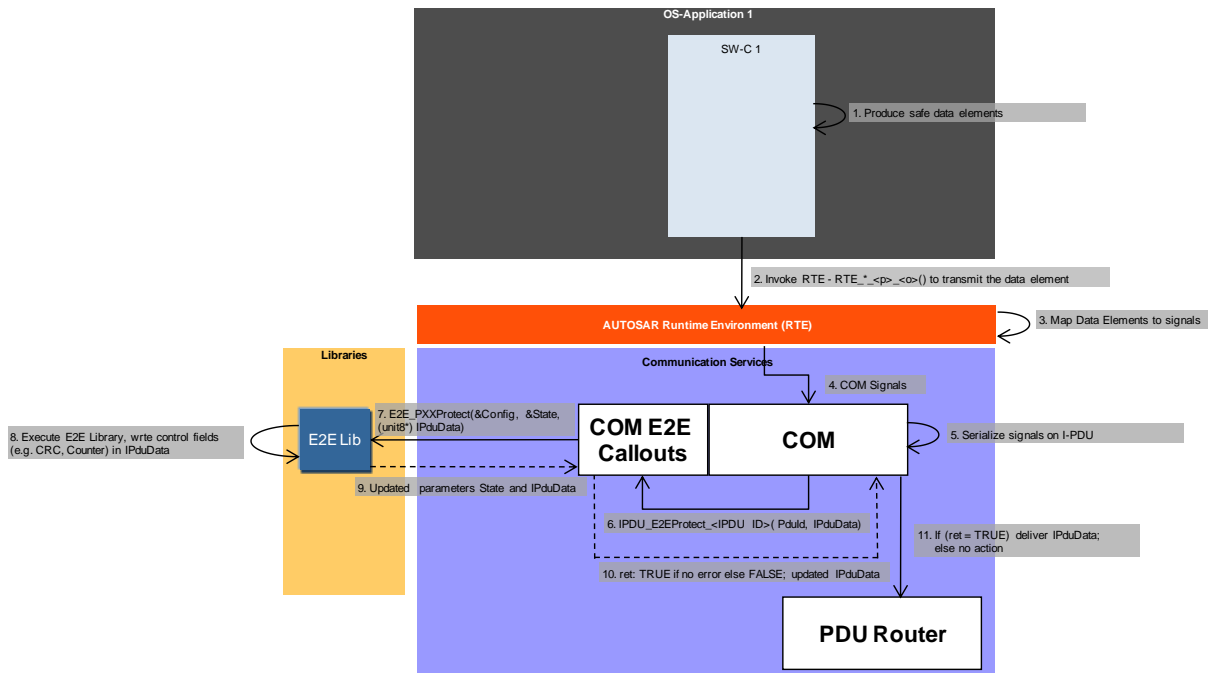 OS-Application 1
SW-C 1
1. Produce safe data elements
2. Invoke RTE - RTE_*_<p>_<o>() to transmit the data element
AUTOSAR Runtime Environment (RTE)
3. Map Data Elements to signals
Libraries
Communication Services
4. COM Signals
7. E2E_PXXProtect(&Config, &State,
(unit8*) IPduData)
COM E2E
Callouts
COM
5. Serialize signals on I-PDU
8. Execute E2E Library, wrte control fields
(e.g. CRC, Counter) in IPduData
E2E Lib
9. Updated parameters State and IPduData
6. IPDU_E2EProtect_<IPDU ID>( PduId, IPduData)
11. If (ret = TRUE) deliver IPduData;
else no action
10. ret: TRUE if no error else FALSE; updated IPduData
PDU Router